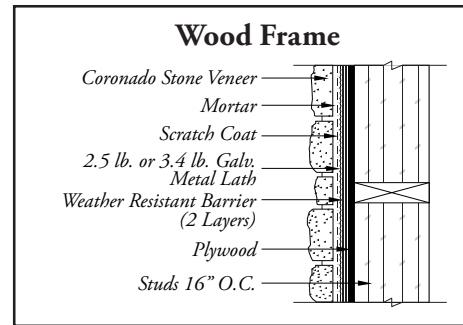 Wood Frame
Coronado Stone Veneer
Mortar
Scratch Coat
2.5 lb. or 3.4 lb. Galv.
Metal Lath
Weather Resistant Barrier
(2 Layers)
Plywood
Studs 16” O.C.